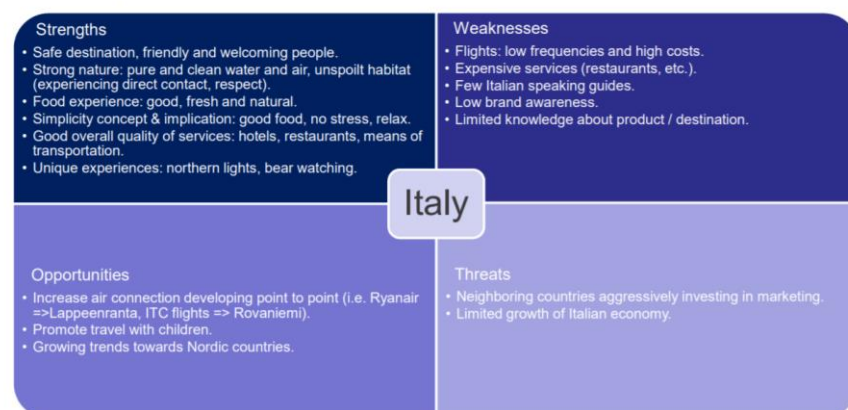 Strengths
• Safe destination, friendly and welcoming people.
• Strong nature: pure and clean water and air, unspoilt habitat
(experiencing direct contact, respect).
• Food experience: good, fresh and natural.
• Simplicity concept & implication: good food, no stress, relax.
• Good overall quality of services: hotels, restaurants, means of
transportation.
• Unique experiences: northern lights, bear watching.
Weaknesses
• Flights: low frequencies and high costs.
• Expensive services (restaurants, etc.).
• Few Italian speaking guides.
• Low brand awareness.
• Limited knowledge about product / destination.
Italy
Opportunities
• Increase air connection developing point to point (i.e. Ryanair
=>Lappeenranta, ITC flights => Rovaniemi).
• Promote travel with children.
• Growing trends towards Nordic countries.
Threats
• Neighboring countries aggressively investing in marketing.
• Limited growth of Italian economy.